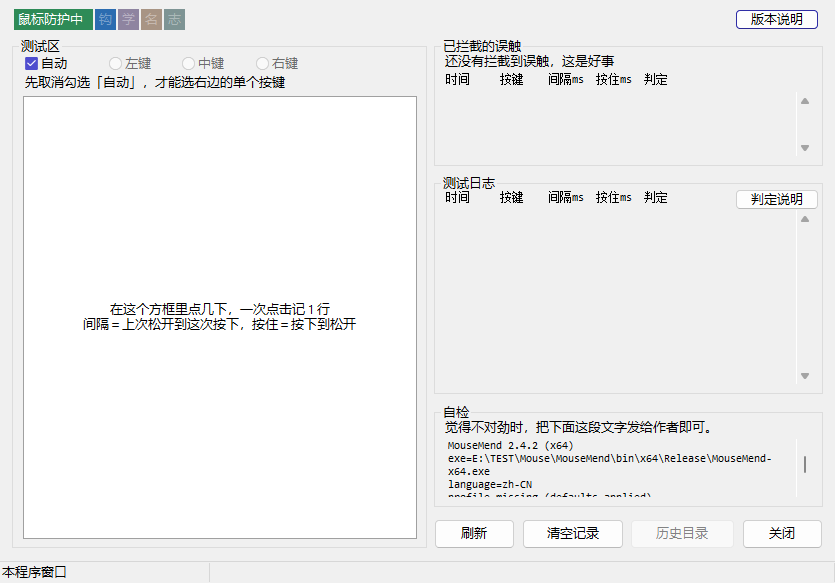 鼠标防护中 钩 学 名 志
版本说明
测试区
自动 左键 中键 右键
先取消勾选「自动」，才能选右边的单个按键
在这个方框里点几下，一次点击记 1 行
间隔＝上次松开到这次按下，按住＝按下到松开
已拦截的误触
还没有拦截到误触，这是好事
时间 按键 间隔ms 按住ms 判定
测试日志
时间 按键 间隔ms 按住ms 判定
判定说明
自检
觉得不对劲时，把下面这段文字发给作者即可。
MouseMend 2.4.2 (x64)
exe=E:\TEST\Mouse\MouseMend\bin\x64\Release\MouseMend-
x64.exe
language=zh-CN
profile missing (defaults applied)
刷新 清空记录 历史目录 关闭
本程序窗口